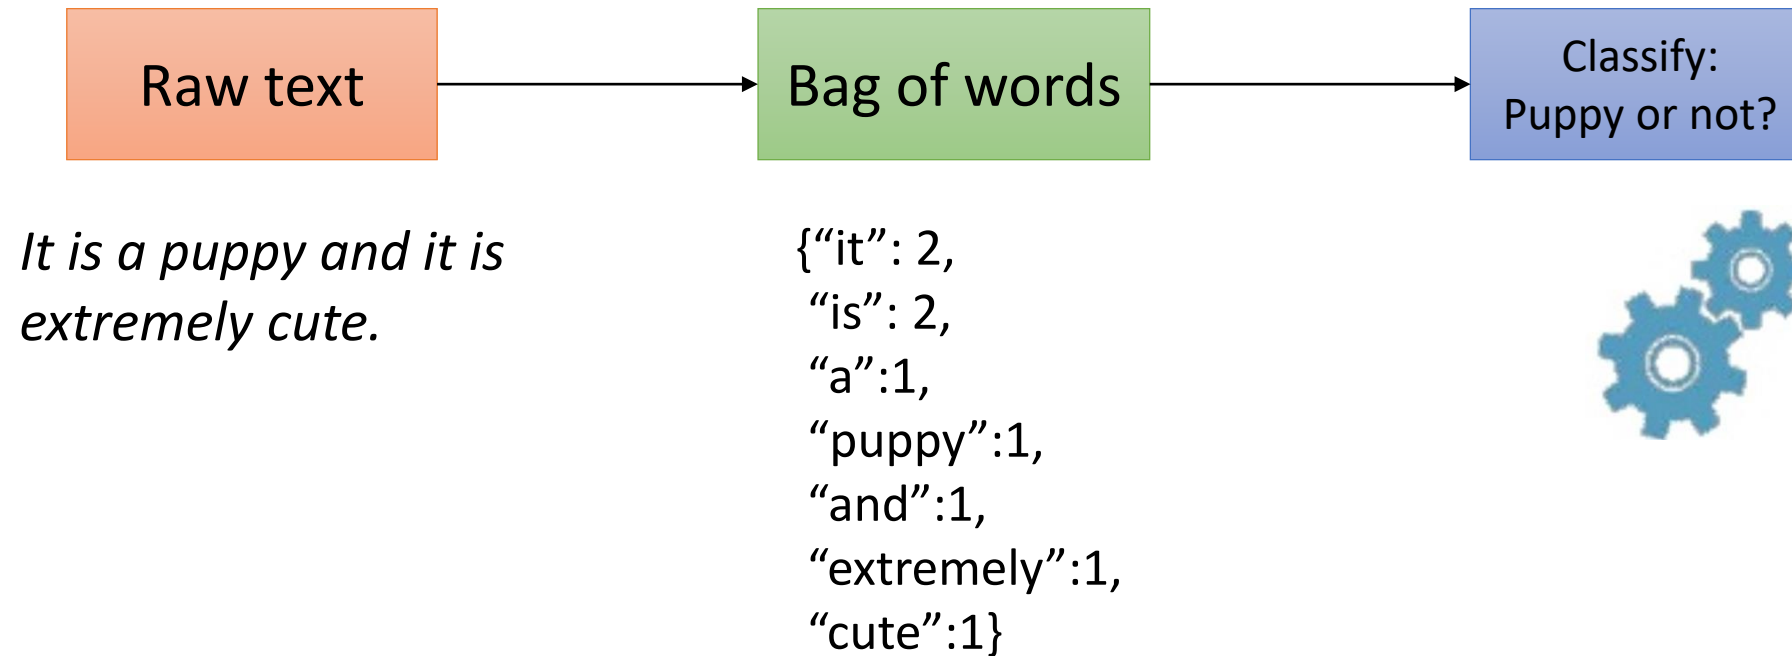 Raw text
Bag of words
Classify:
Puppy or not?
It is a puppy and it is
extremely cute.
{“it”: 2,
“is”: 2,
“a”:1,
“puppy”:1,
“and”:1,
“extremely”:1,
“cute”:1}